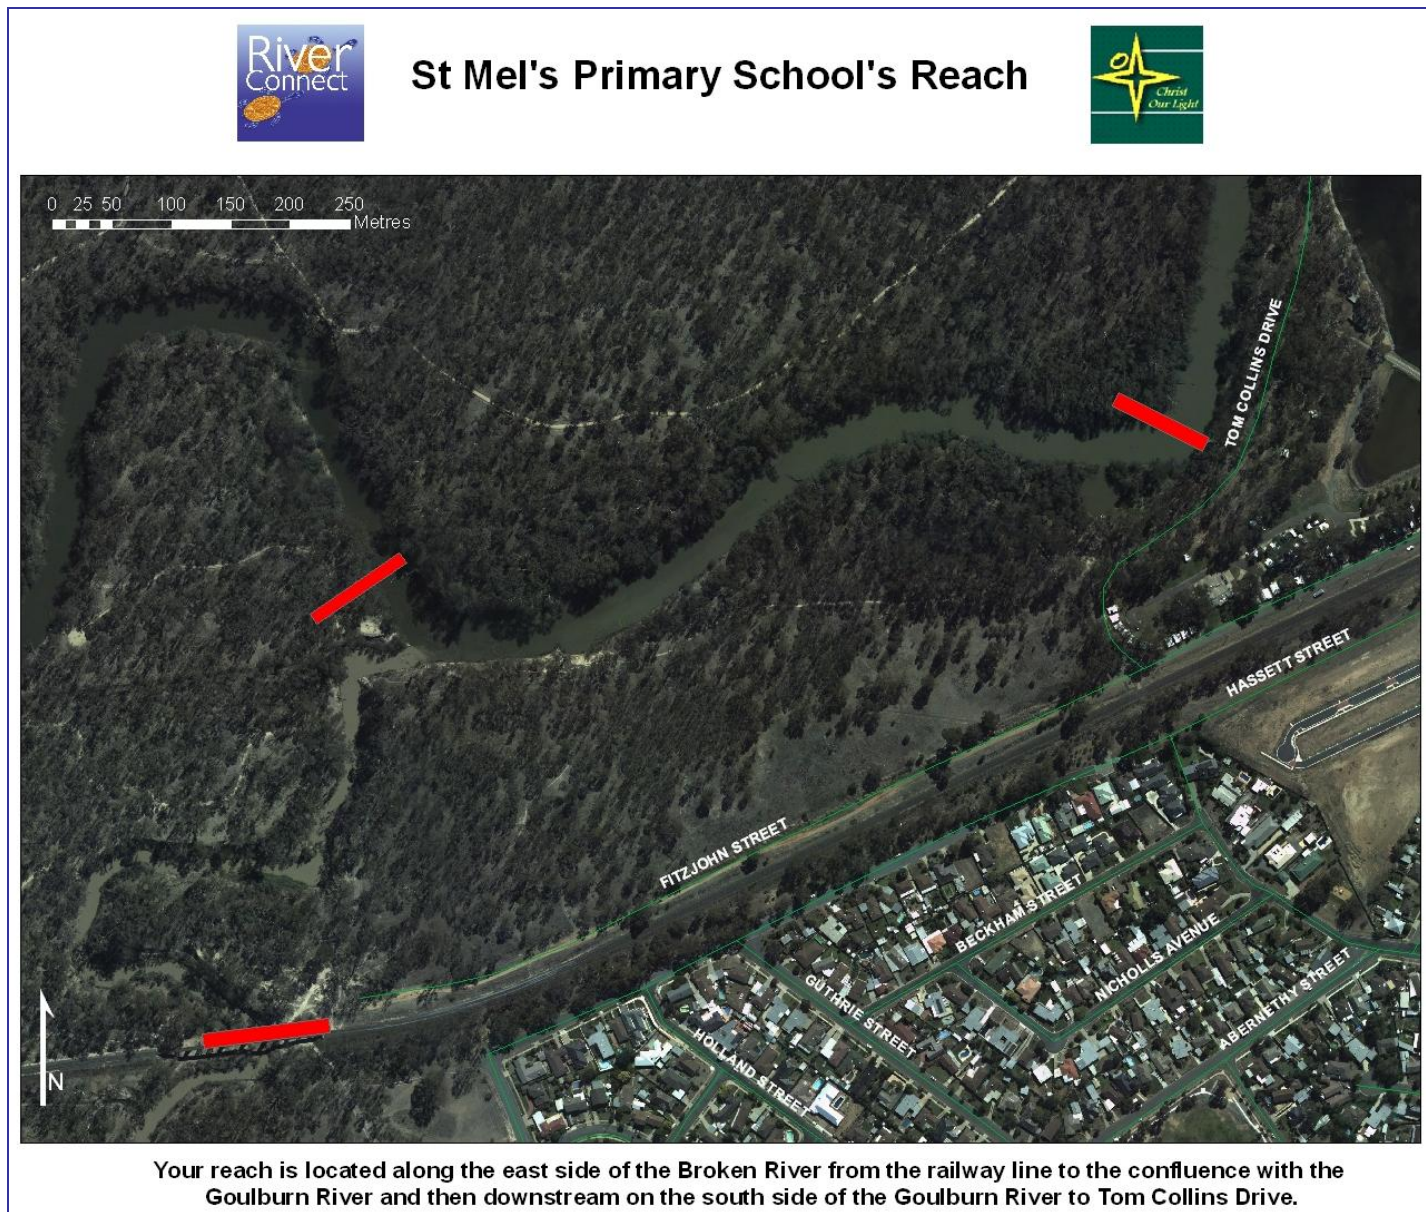 River
Connect
St Mel's Primary School's Reach
Christ
Our Light
0 25 50 100 150 200 250
Metres
TOM COLLINS DRIVE
HASSETT STREET
FITZJOHN STREET
BECKHAM STREET
NICHOLLS AVENUE
GUTHRIE STREET
ABERNETHY STREET
HOLLAND STREET
N
Your reach is located along the east side of the Broken River from the railway line to the confluence with the
Goulburn River and then downstream on the south side of the Goulburn River to Tom Collins Drive.